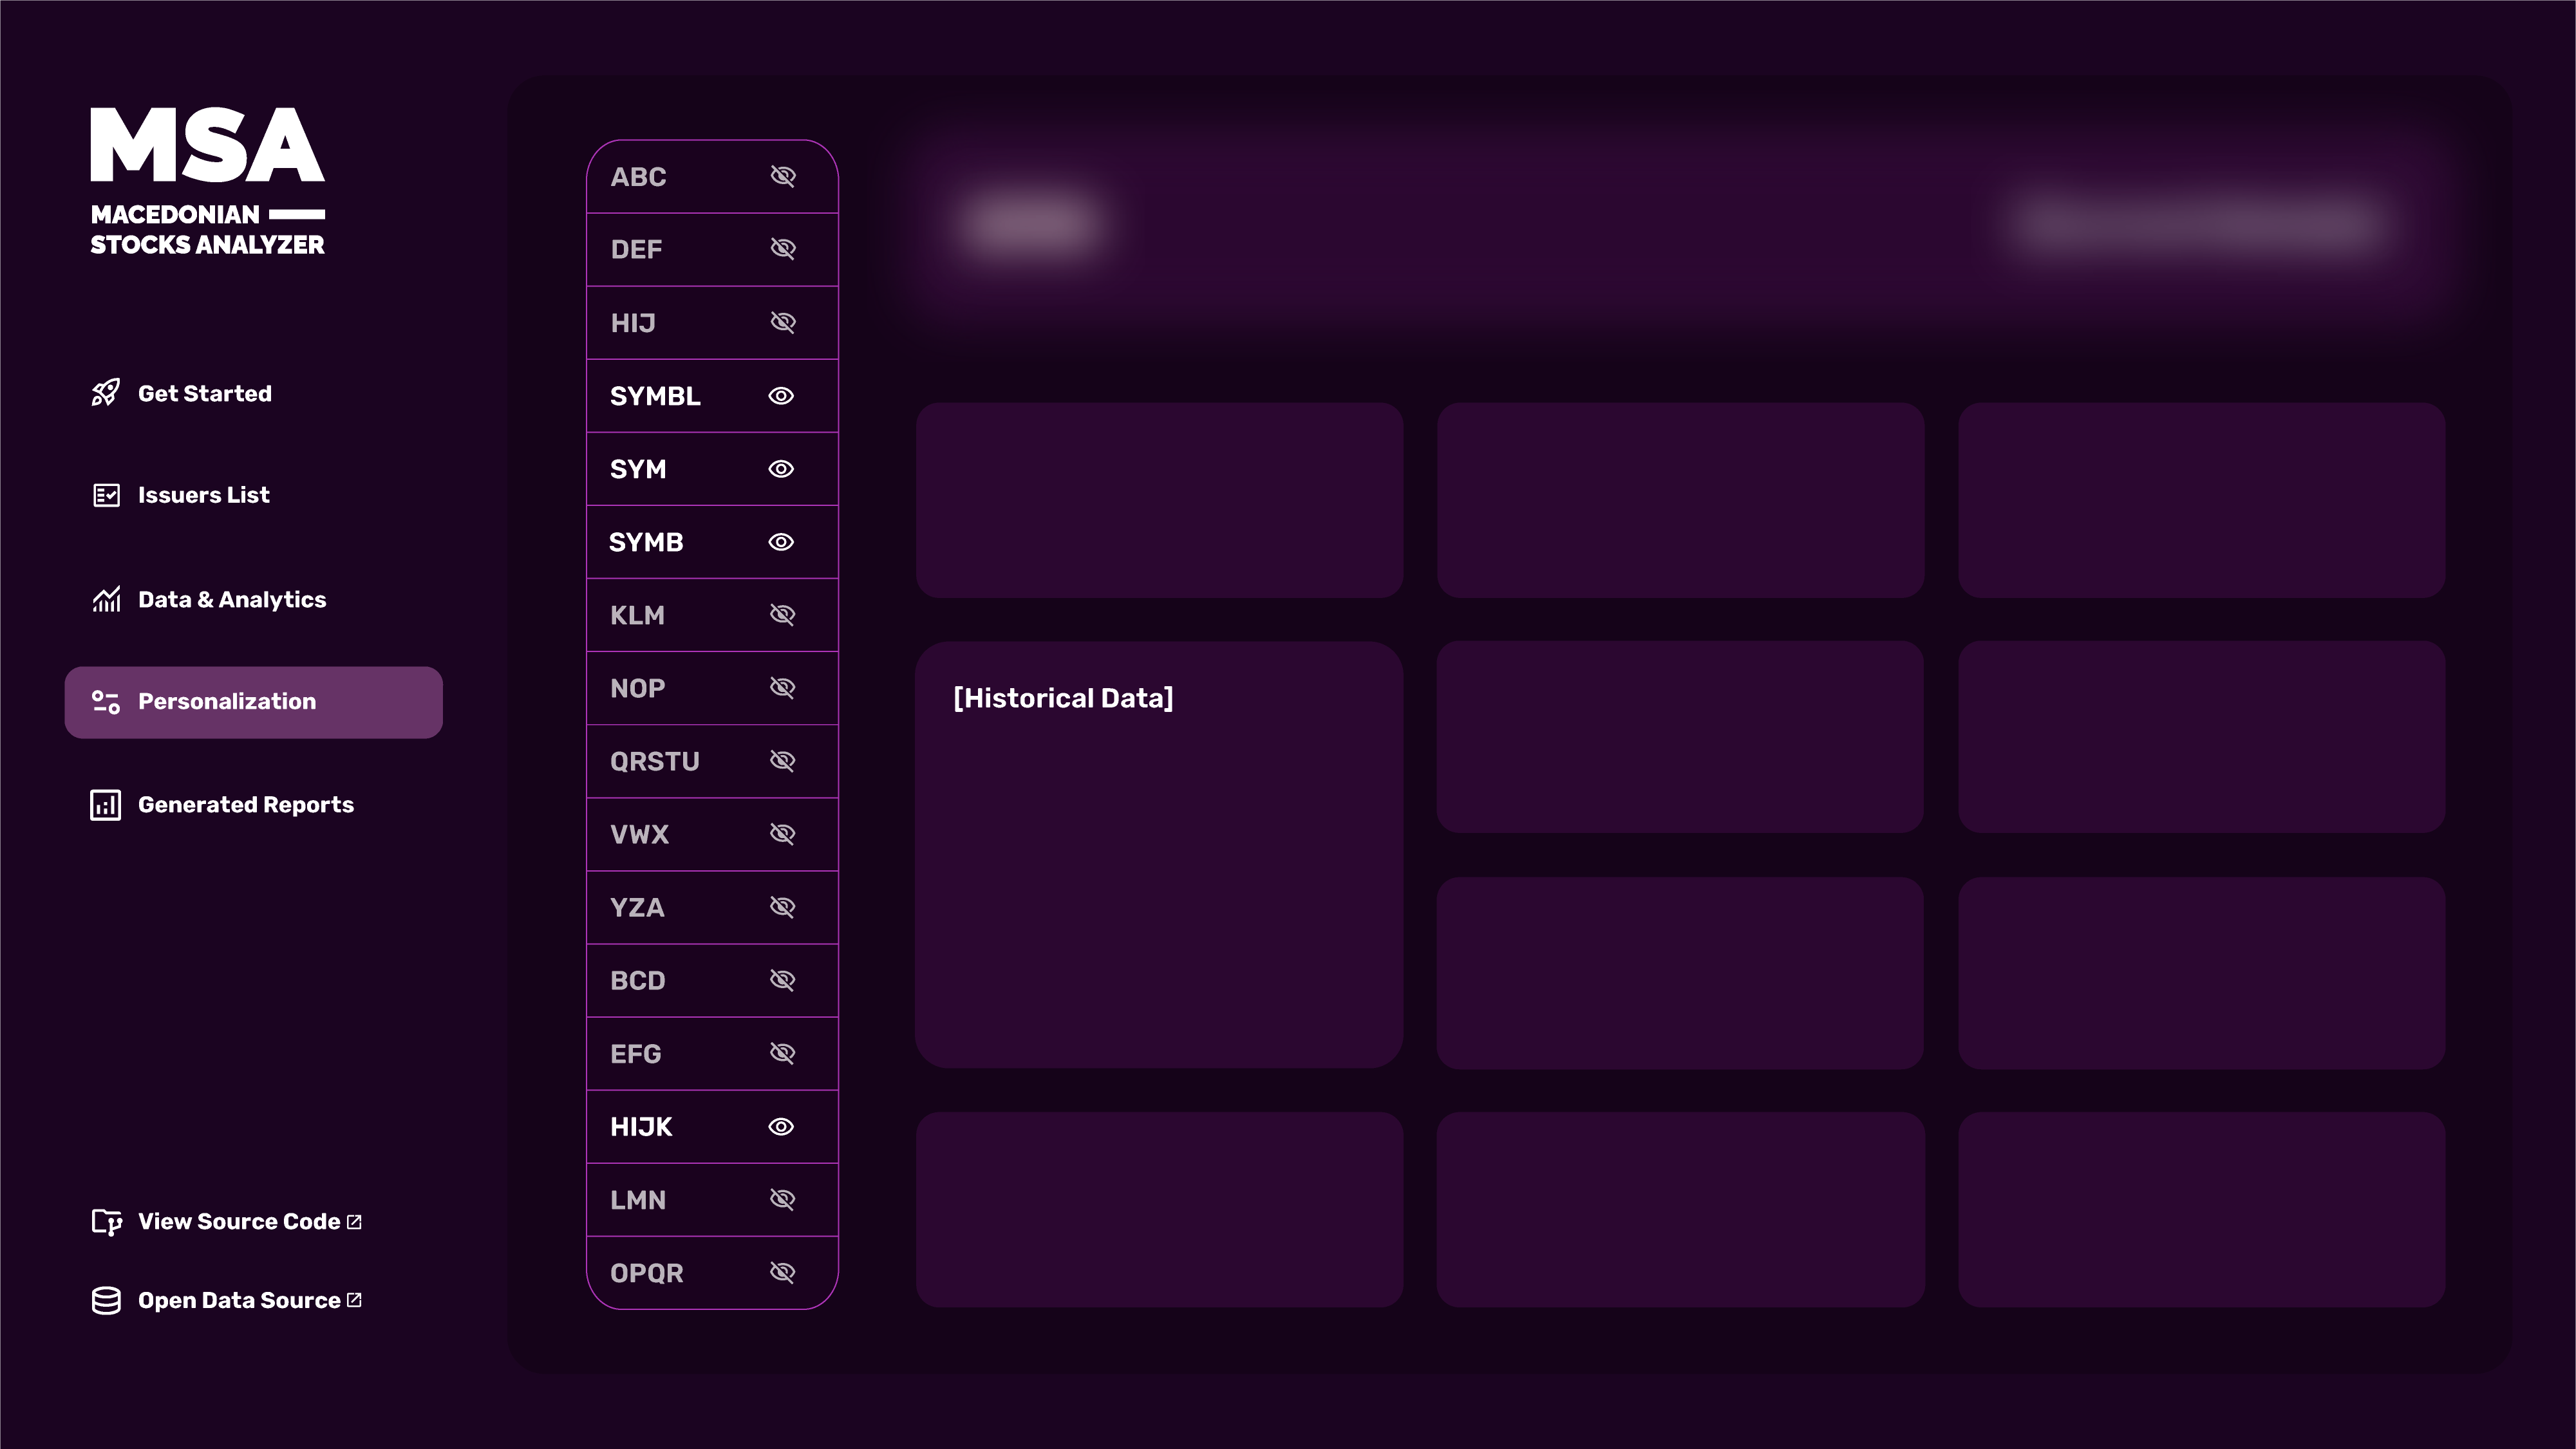 MSA
MACEDONIAN
STOCKS ANALYZER
Get Started
Issuers List
Data & Analytics
Personalization
Generated Reports
View Source Code
Open Data Source
ABC
DEF
HIJ
SYMBL
SYM
SYMB
KLM
NOP
QRSTU
VWX
YZA
BCD
EFG
HIJK
LMN
OPQR
[Historical Data]